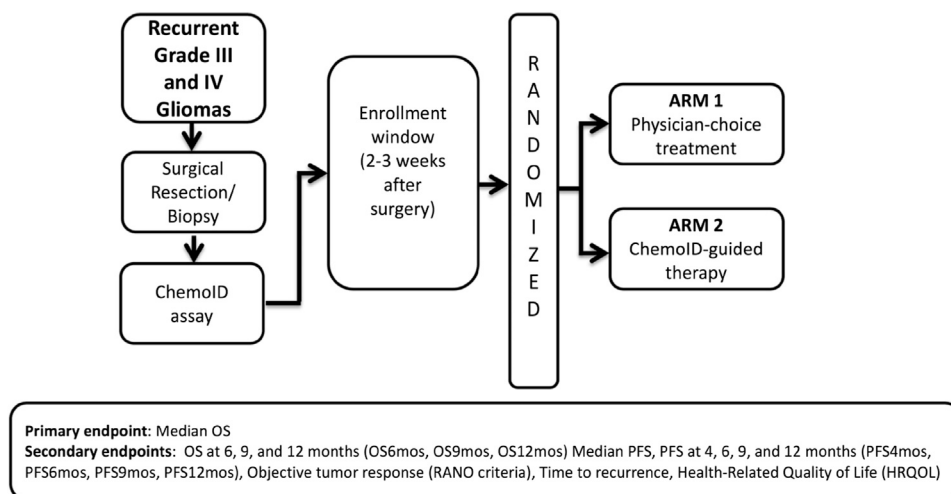 Recurrent
Grade III
and IV
Gliomas
Surgical
Resection/
Biopsy
ChemoID
assay
Enrollment
window
(2-3 weeks
after
surgery)
R
A
N
D
O
M
I
Z
E
D
ARM 1
Physician-choice
treatment
ARM 2
ChemoID-guided
therapy
Primary endpoint: Median OS
Secondary endpoints: OS at 6, 9, and 12 months (OS6mos, OS9mos, OS12mos) Median PFS, PFS at 4, 6, 9, and 12 months (PFS4mos,
PFS6mos, PFS9mos, PFS12mos), Objective tumor response (RANO criteria), Time to recurrence, Health-Related Quality of Life (HRQOL)